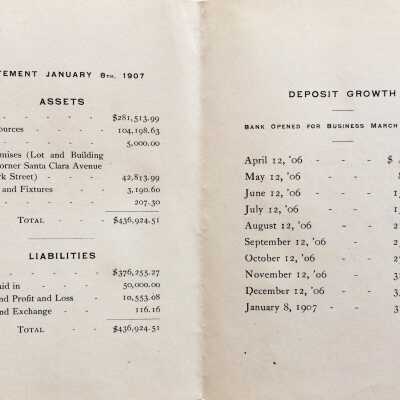 TEMENT JANUARY 8TH, 1907
ASSETS
- - - - $281,513.99
ources - - - 104,198.63
- - - - 5,000.00
mises (Lot and Building
orner Santa Clara Avenue
rk Street) - - - 42,813.99
and Fixtures - - 3,190.60
- - - - 207.30
TOTAL - - - $436,924.51
LIABILITIES
- - - - $376,255.27
aid in - - - 50,000.00
nd Profit and Loss - 10,553.08
nd Exchange - - - 116.16
TOTAL - - - $436,924.51
DEPOSIT GROWTH
BANK OPENED FOR BUSINESS MARCH
April 12, '06 - - - $
May 12, '06 - - - 8
June 12, '06 - - - 1
July 12, '06 - - - 1
August 12, '06 - - - 2
September 12, '06 - - 2
October 12, '06 - - 2
November 12, '06 - - 3
December 12, '06 - - 3
January 8, 1907 - - 3